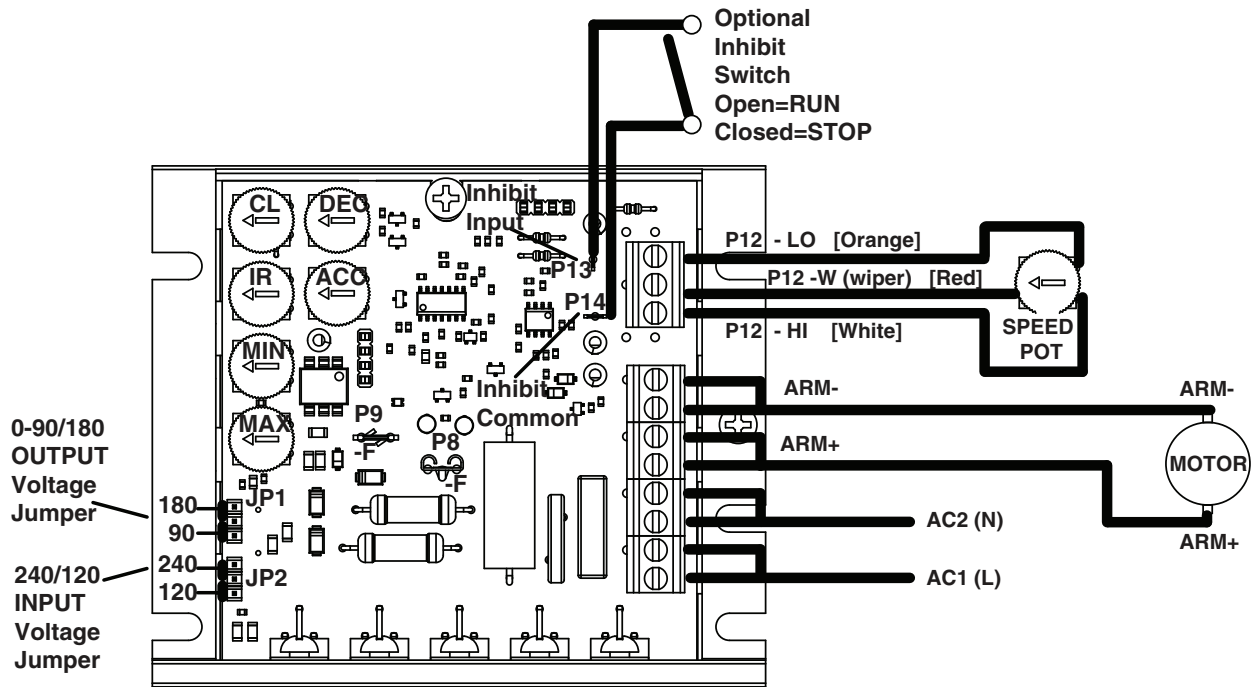 Optional
Inhibit
Switch
Open=RUN
Closed=STOP
CL
DEC
Inhibit
Input
P13
IR
ACC
P14
MIN
Inhibit
Common
MAX
P9
-F
P8
-F
P12 - LO [Orange]
P12 -W (wiper) [Red]
P12 - HI [White]
SPEED
POT
ARM-
ARM-
ARM+
MOTOR
ARM+
AC2 (N)
AC1 (L)
0-90/180
OUTPUT
Voltage
Jumper
180
JP1
90
240/120
INPUT
Voltage
Jumper
240
JP2
120